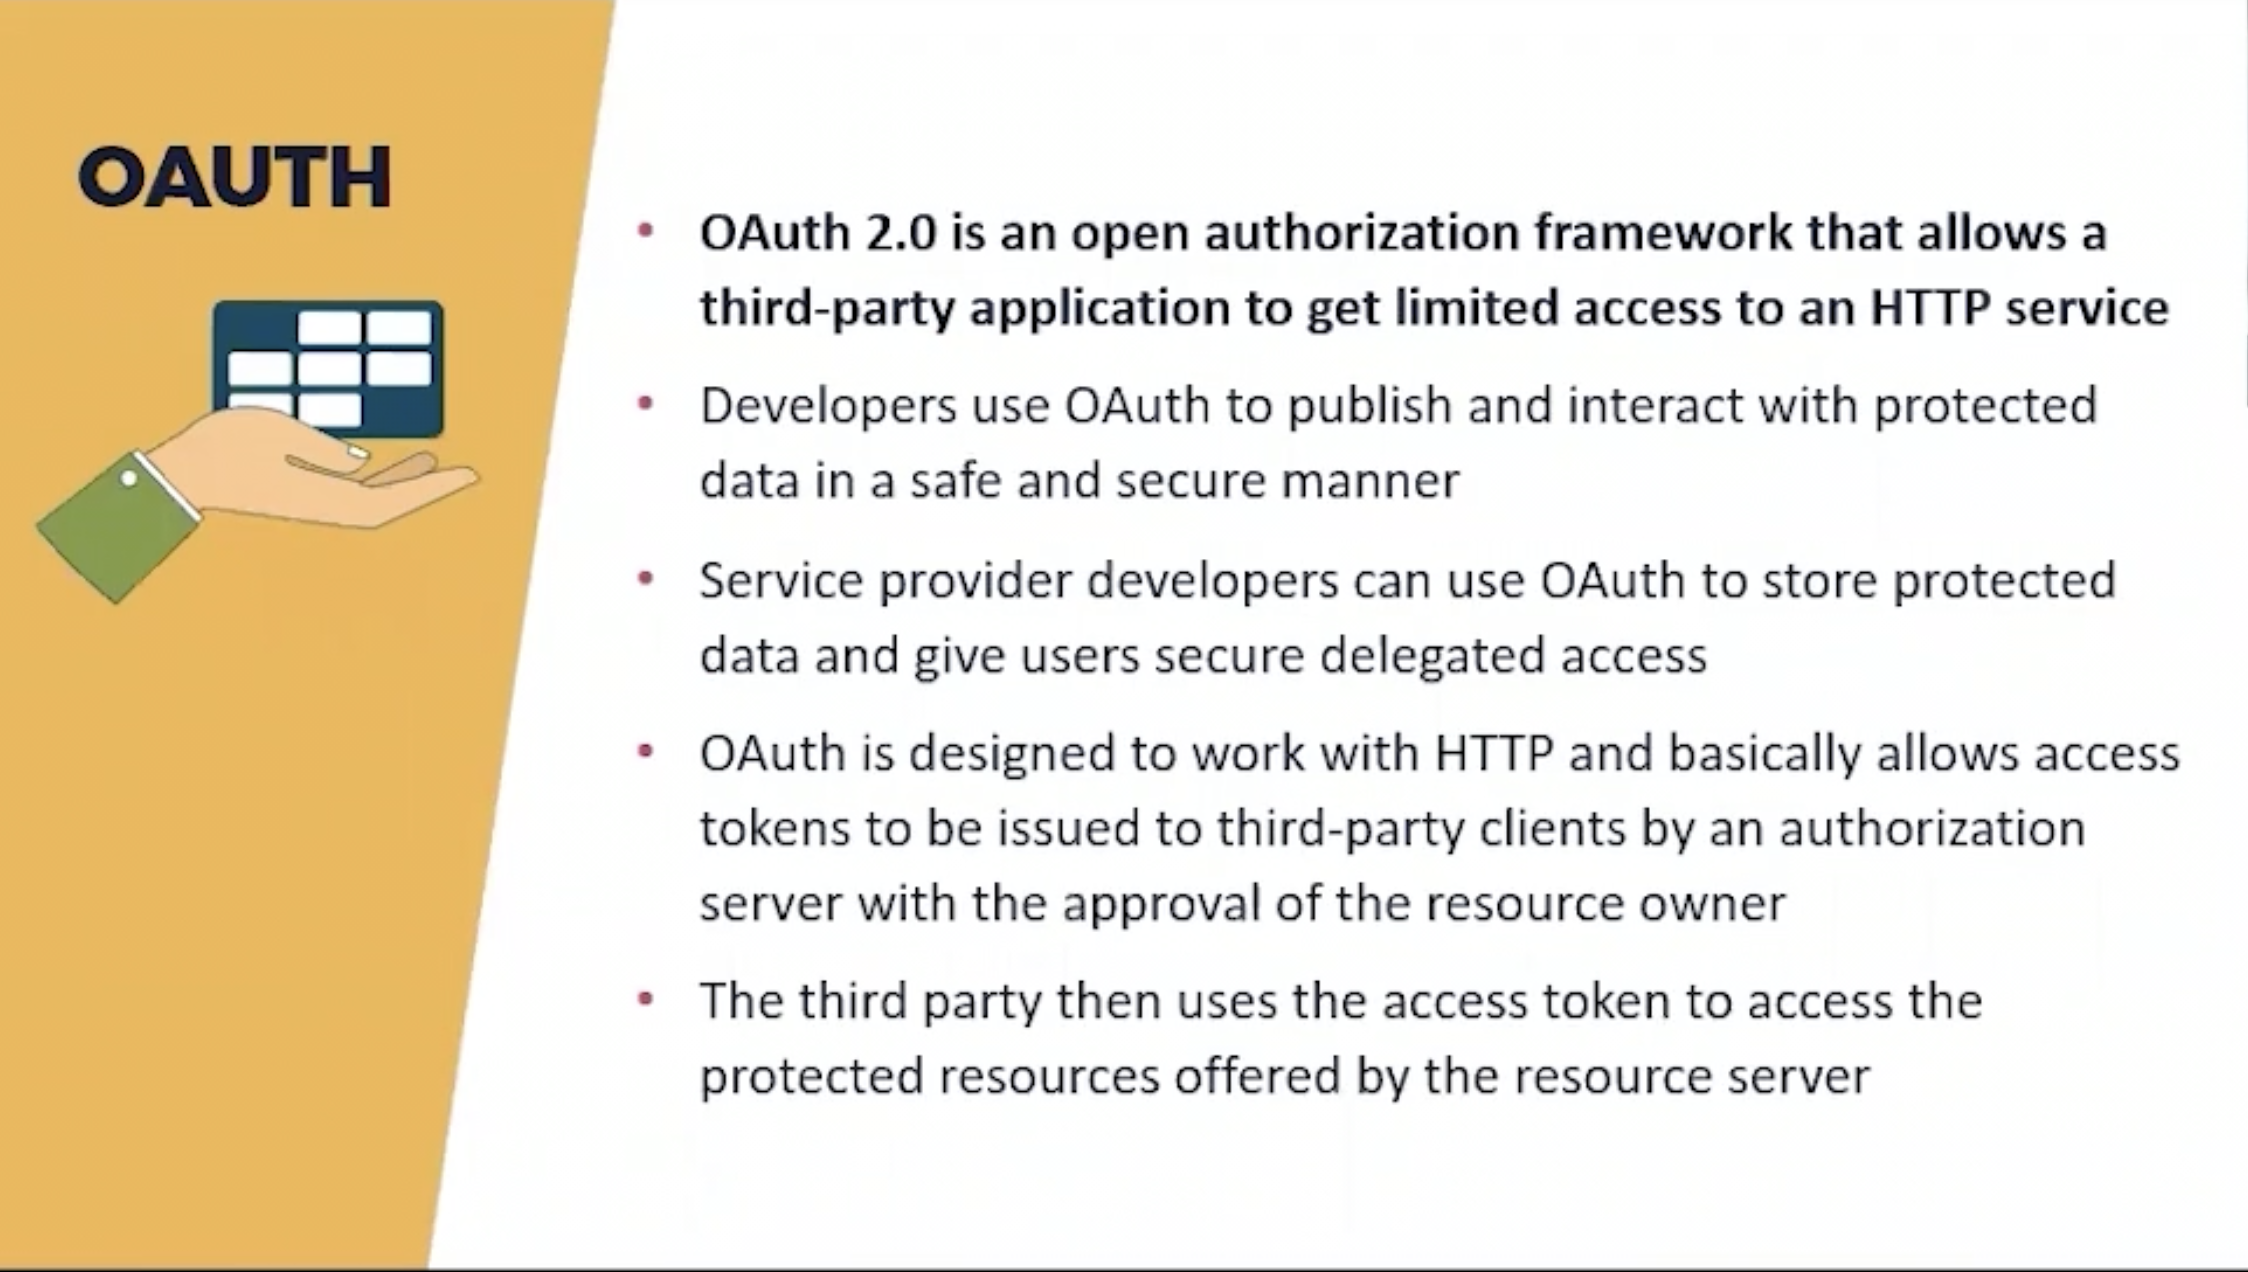 OAUTH
• OAuth 2.0 is an open authorization framework that allows a
third-party application to get limited access to an HTTP service
• Developers use OAuth to publish and interact with protected
data in a safe and secure manner
• Service provider developers can use OAuth to store protected
data and give users secure delegated access
• OAuth is designed to work with HTTP and basically allows access
tokens to be issued to third-party clients by an authorization
server with the approval of the resource owner
• The third party then uses the access token to access the
protected resources offered by the resource server